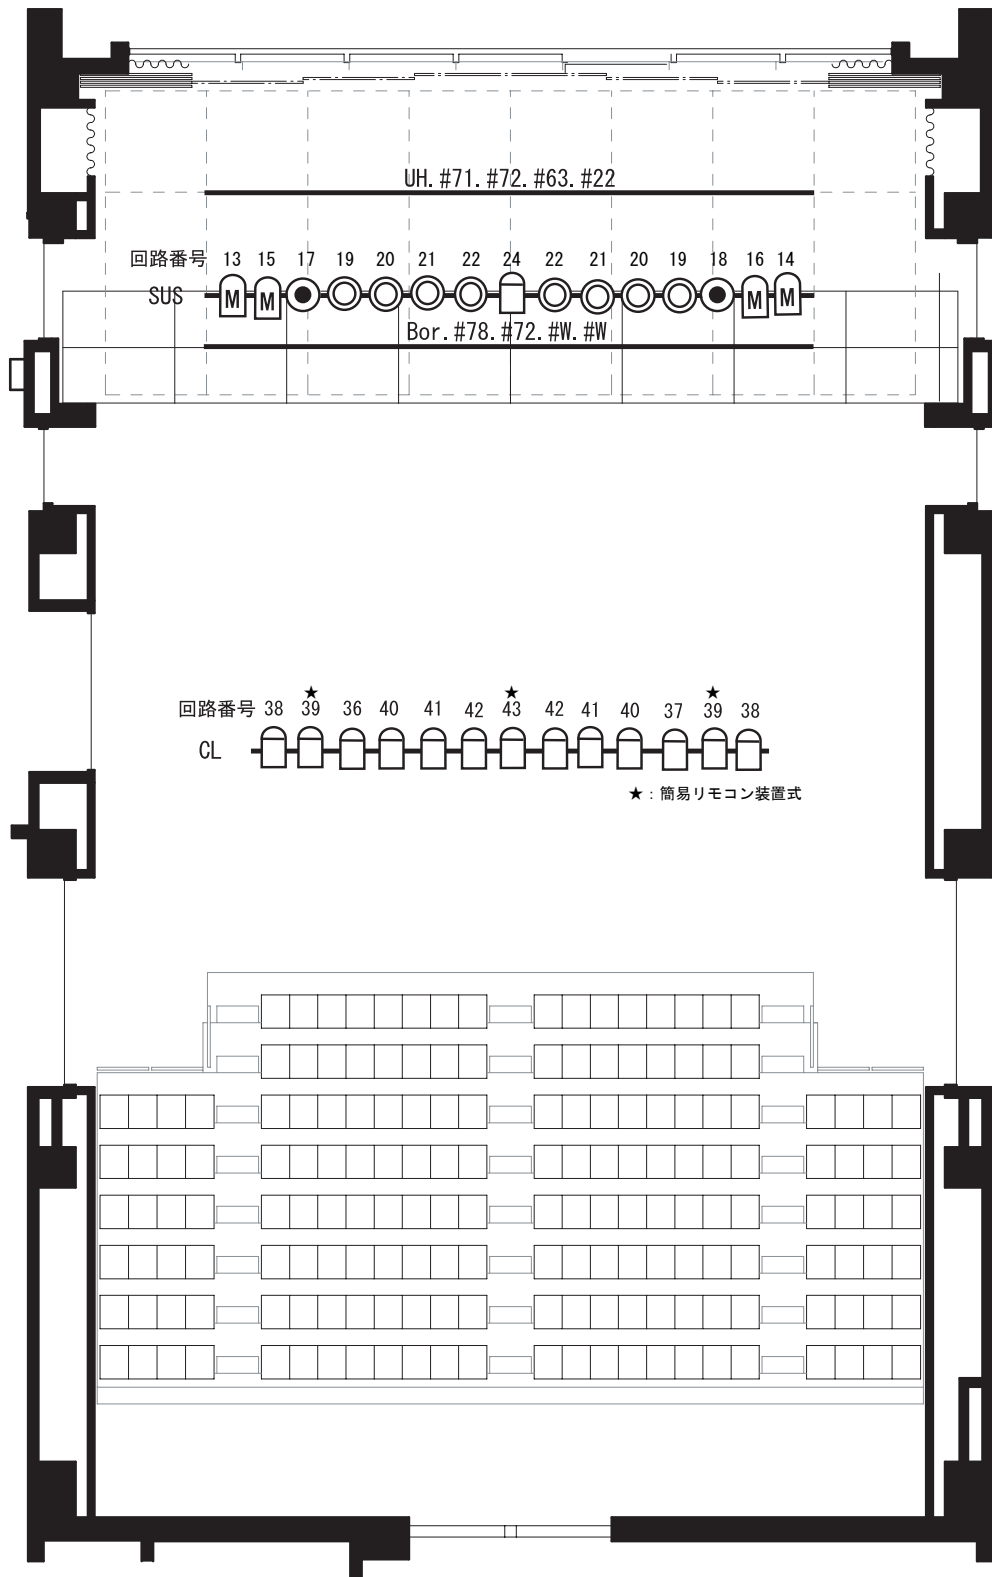 UH. #71. #72. #63. #22
回路番号 13 15 17 19 20 21 22 24 22 21 20 19 18 16 14
SUS M M M M
Bor. #78. #72. #W. #W
★ ★ ★
回路番号 38 39 36 40 41 42 43 42 41 40 37 39 38
CL
★：簡易リモコン装置式